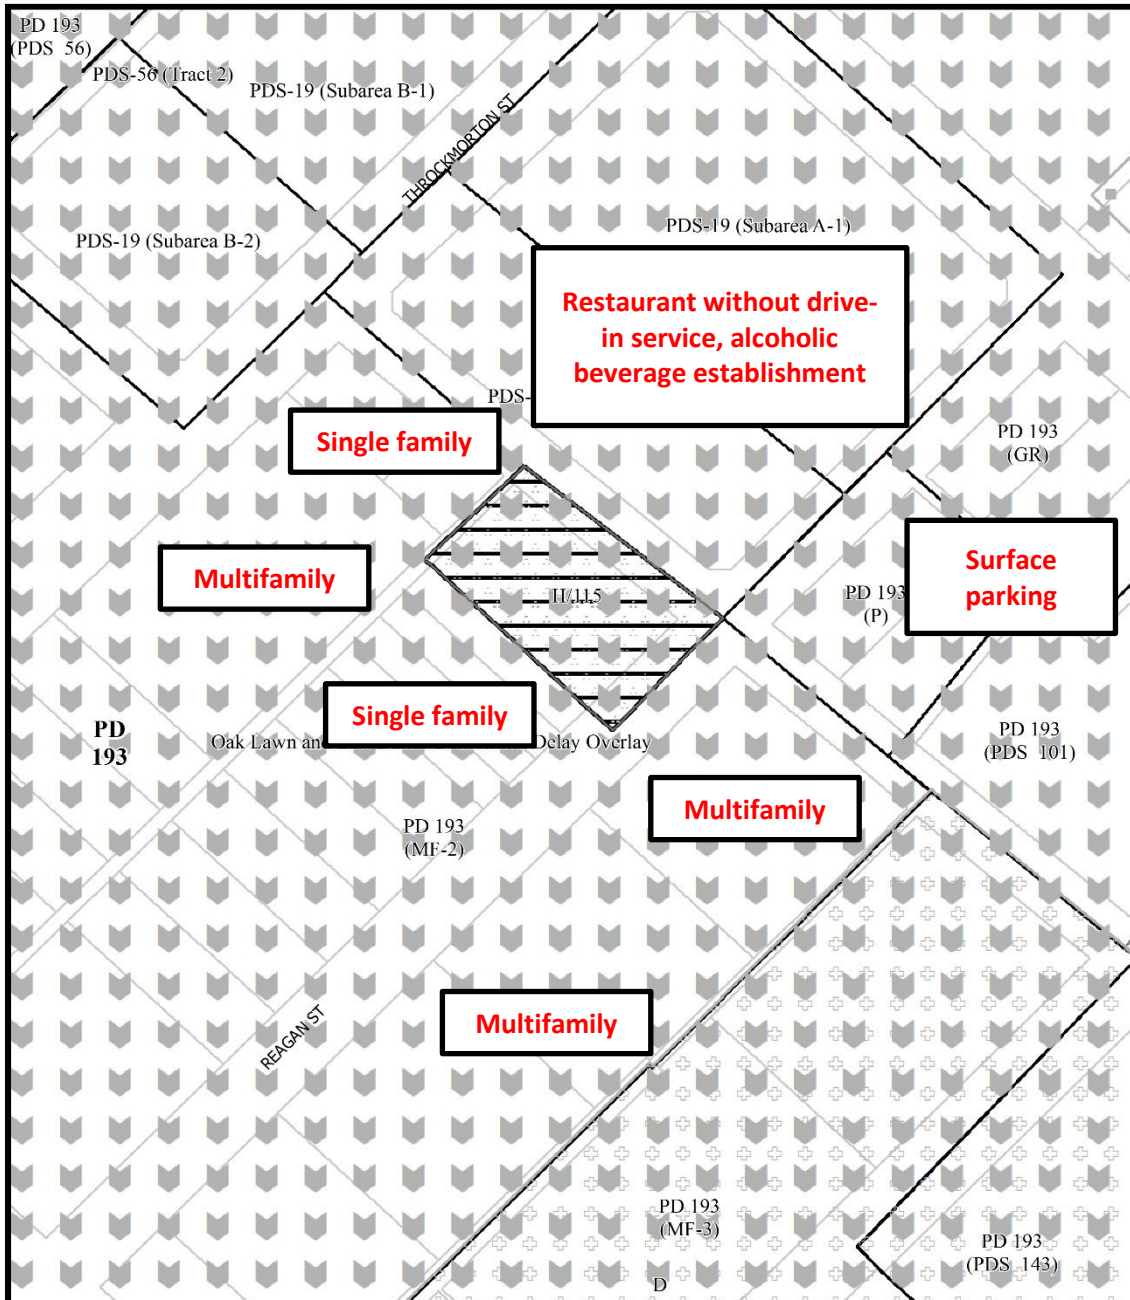 PD 193
(PDS 56)
PDS-56 (Tract 2)
PDS-19 (Subarea B-1)
THROCKMORTON ST
PDS-19 (Subarea B-2)
PDS-19 (Subarea A-1)
Restaurant without drive-
in service, alcoholic
beverage establishment
PDS-
Single family
PD 193
(GR)
Multifamily
H/115
Surface
parking
PD 193
(P)
Single family
PD
193
Oak Lawn and
Delay Overlay
PD 193
(PDS 101)
Multifamily
PD 193
(MF-2)
Multifamily
REAGAN ST
PD 193
(MF-3)
PD 193
(PDS 143)
D